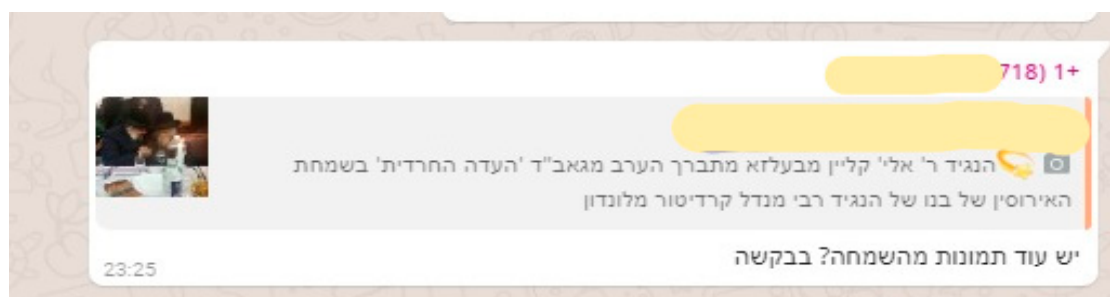 +1 (718
הנגיד ר' אלי' קליין מבעלזא מתברך הערב מגאב"ד 'העדה החרדית' בשמחת
האירוסין של בנו של הנגיד רבי מנדל קרדיטור מלונדון
יש עוד תמונות מהשמחה? בבקשה
23:25